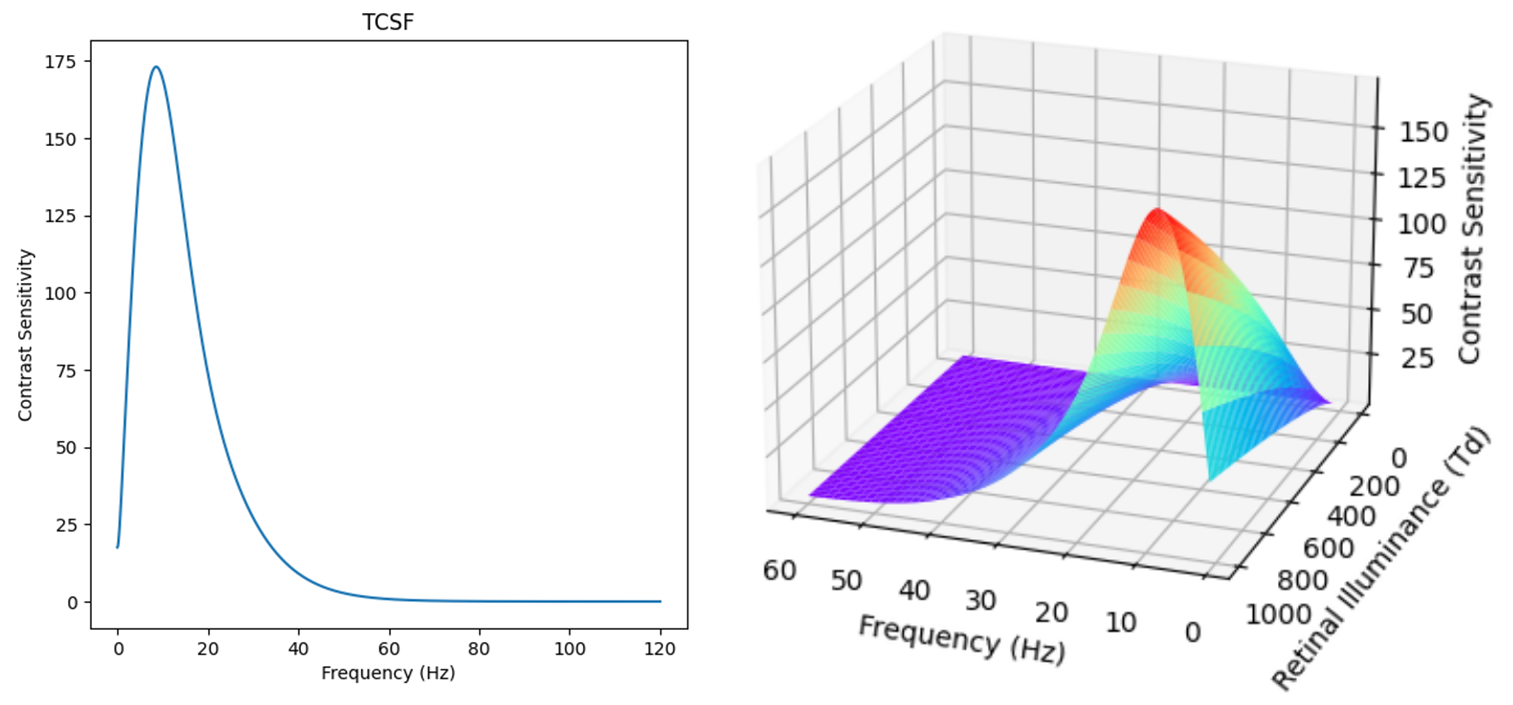 TCSF
175
150
125
100
75
50
25
0
Contrast Sensitivity
0 20 40 60 80 100 120
Frequency (Hz)
150
125
100
75
50
25
Contrast Sensitivity
0
200
400
600
800
1000
Retinal Illuminance (Td)
60 50 40 30 20 10 0
Frequency (Hz)